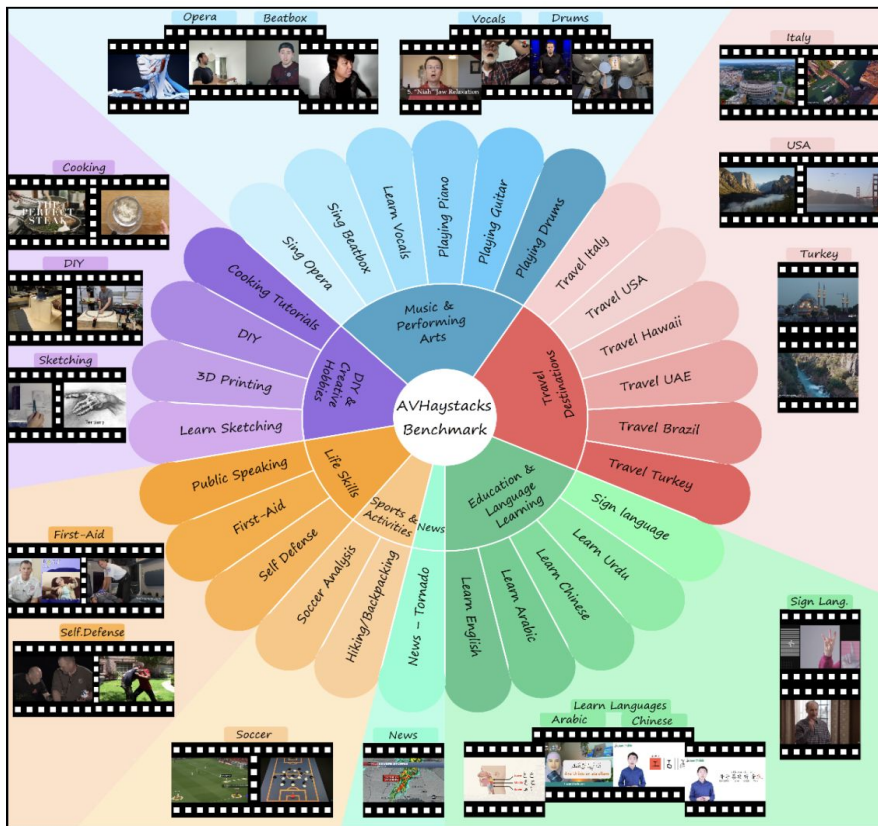 Opera
Beatbox
Vocals
Drums
5. "Niah" Jaw Relaxation
Italy
USA
Turkey
Cooking
THE
PERFECT
STEAK
DIY
Sketching
First-Aid
Self.Defense
Soccer
News
Learn Languages
Arabic
Chinese
Sign Lang.
AVHaystacks
Benchmark
Music &
Performing
Arts
Sing Opera
Sing Beatbox
Learn Vocals
Playing Piano
Playing Guitar
Playing Drums
Travel
Destinations
Travel Italy
Travel USA
Travel Hawaii
Travel UAE
Travel Brazil
Travel Turkey
Education &
Language
Learning
Sign language
Learn Urdu
Learn Chinese
Learn Arabic
Learn English
News
News - Tornado
Sports &
Activities
Hiking/Backpacking
Soccer Analysis
Life Skills
Self Defense
First-Aid
Public Speaking
DIY &
Creative
Hobbies
Learn Sketching
3D Printing
DIY
Cooking Tutorials